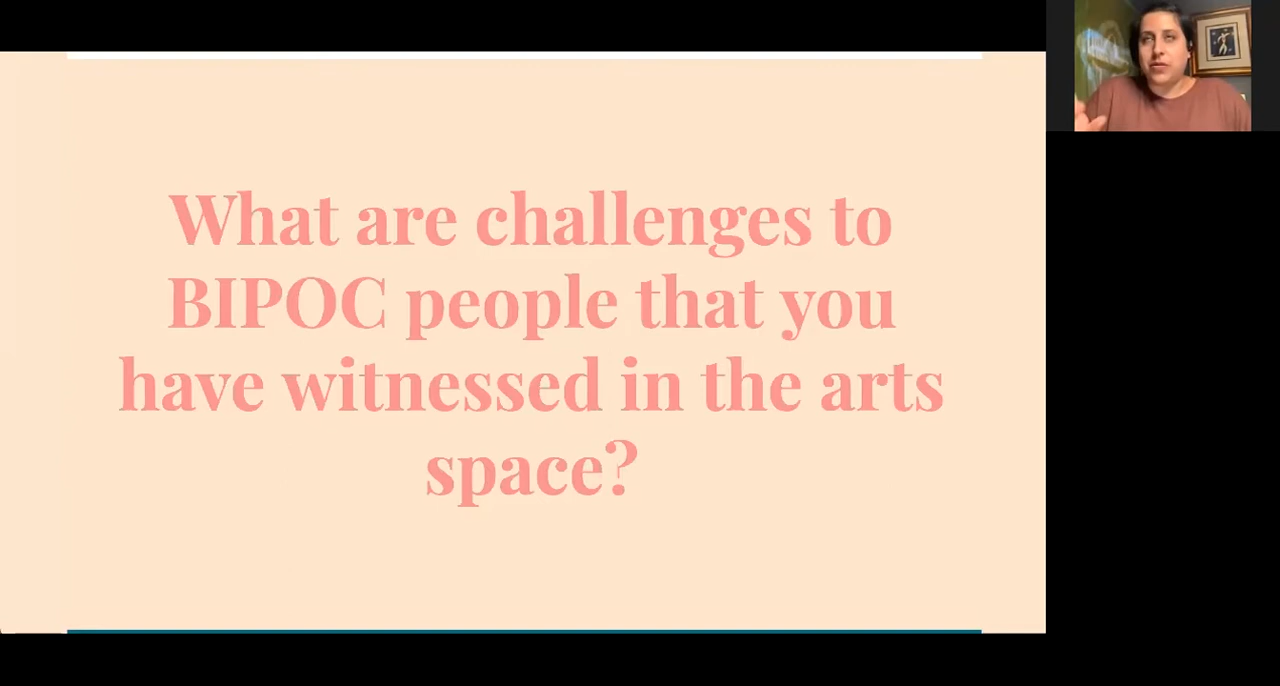 What are challenges to
BIPOC people that you
have witnessed in the arts
space?